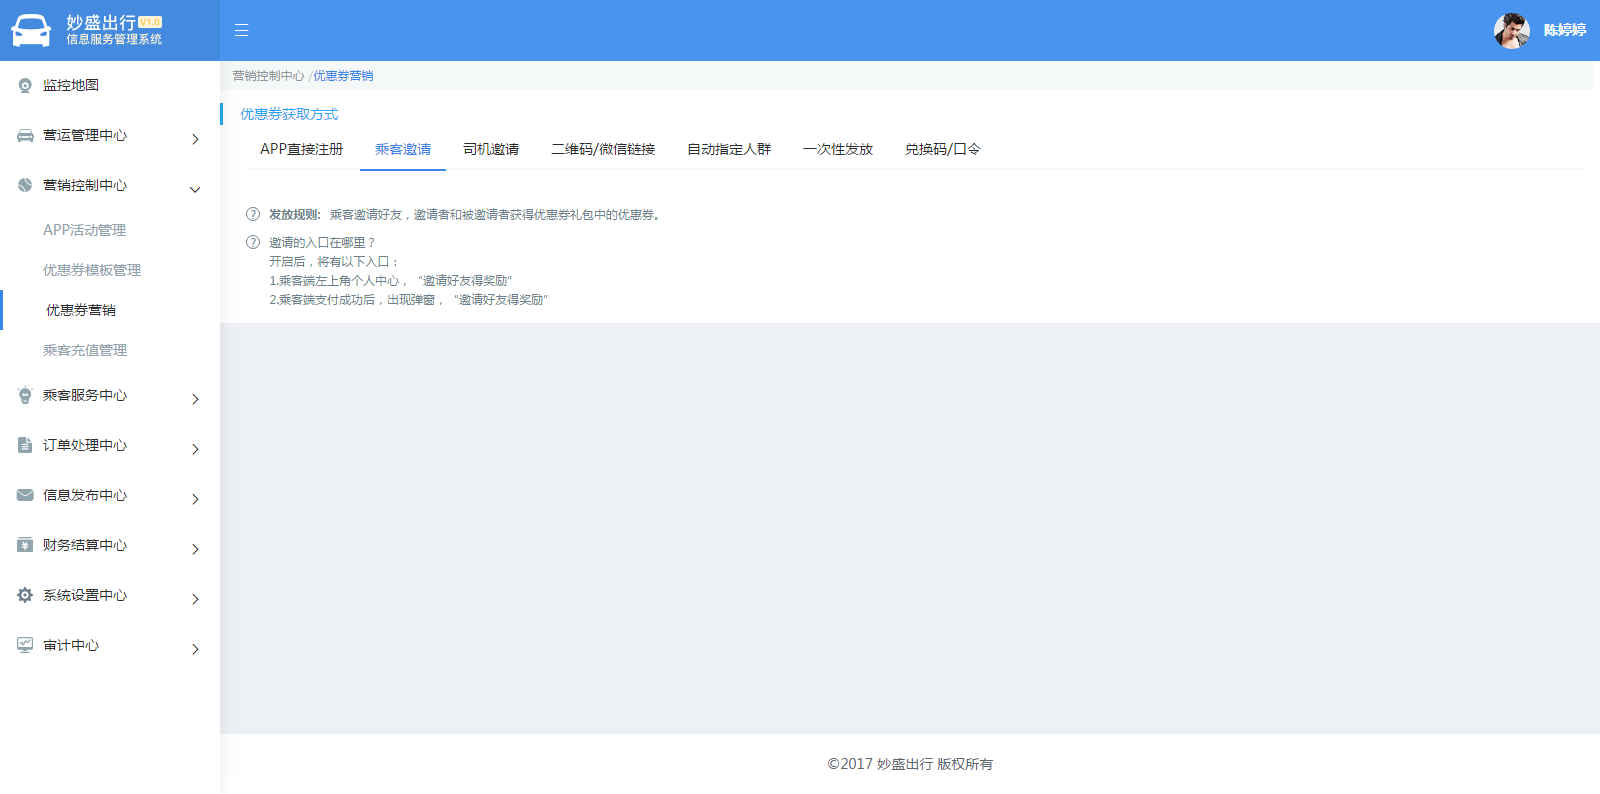 妙盛出行 V1.0
信息服务管理系统
陈婷婷
监控地图
营运管理中心
营销控制中心
APP活动管理
优惠券模板管理
优惠券营销
乘客充值管理
乘客服务中心
订单处理中心
信息发布中心
财务结算中心
系统设置中心
审计中心
营销控制中心 /优惠券营销
优惠券获取方式
APP直接注册 乘客邀请 司机邀请 二维码/微信链接 自动指定人群 一次性发放 兑换码/口令
发放规则: 乘客邀请好友，邀请者和被邀请者获得优惠券礼包中的优惠券。
邀请的入口在哪里？
开启后，将有以下入口：
1.乘客端左上角个人中心，“邀请好友得奖励”
2.乘客端支付成功后，出现弹窗，“邀请好友得奖励”
©2017 妙盛出行 版权所有